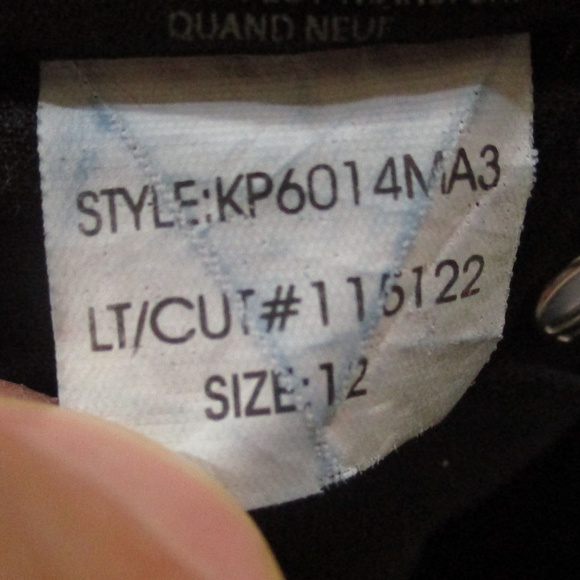 QUAND NEUF
STYLE:KP6014MA3
LT/CUT#115122
SIZE:12